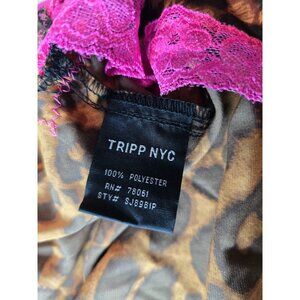 TRIPP NYC
100% POLYESTER
RN# 78061
STY# SJ8981P